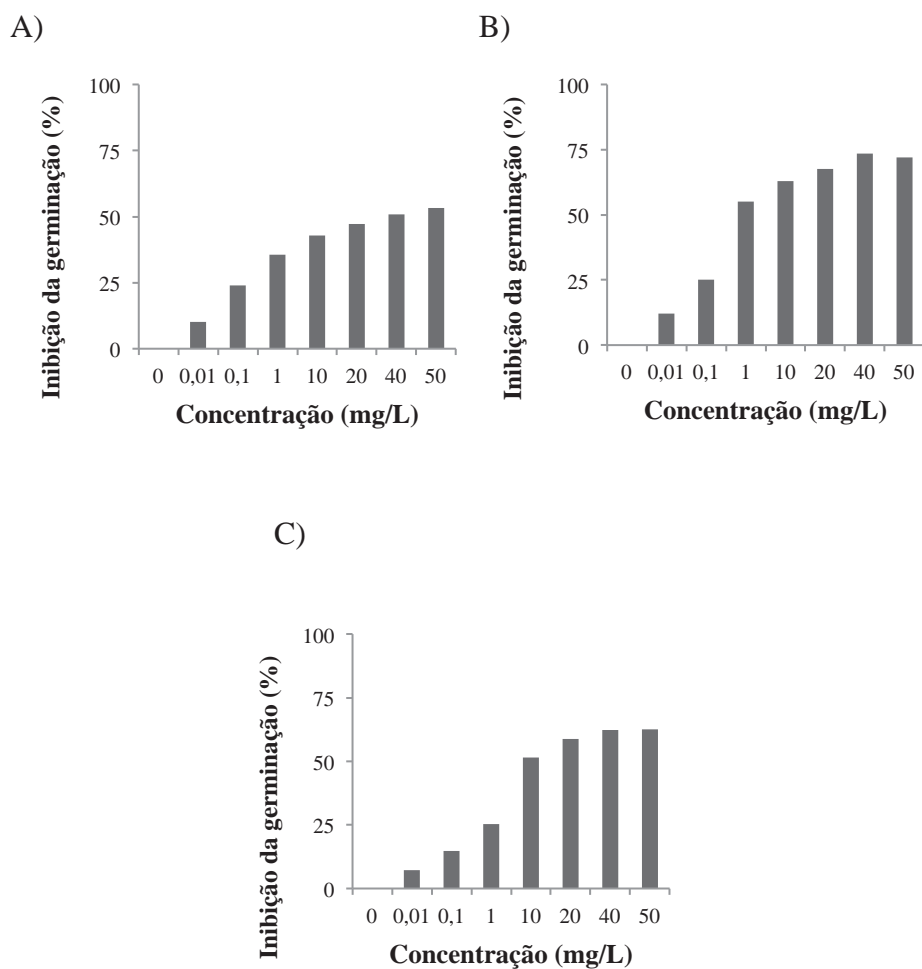 A)
Inibição da germinação (%)
100
75
50
25
0
0 0,01 0,1 1 10 20 40 50
Concentração (mg/L)
B)
Inibição da germinação (%)
100
75
50
25
0
0 0,01 0,1 1 10 20 40 50
Concentração (mg/L)
C)
Inibição da germinação (%)
100
75
50
25
0
0 0,01 0,1 1 10 20 40 50
Concentração (mg/L)